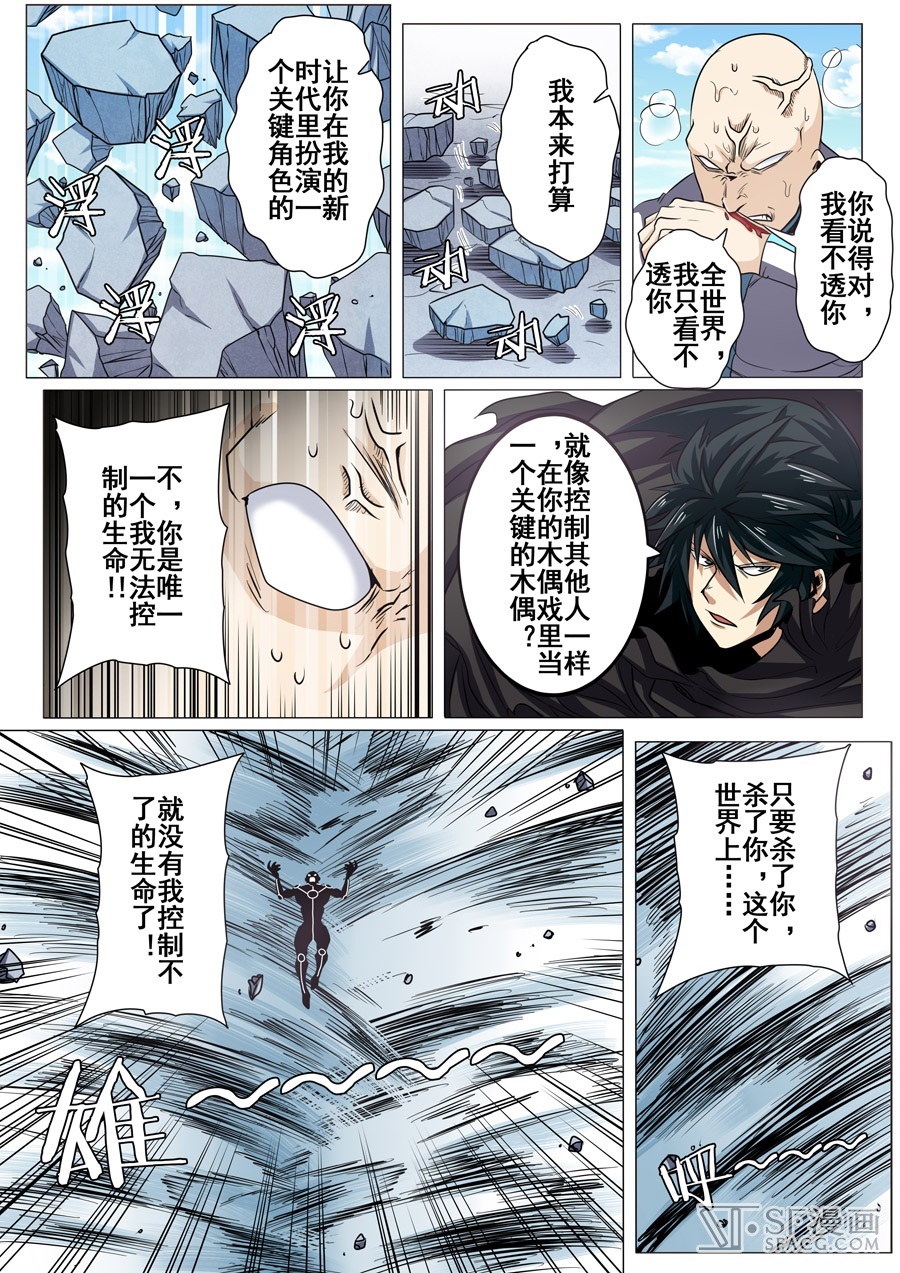 你说得对，
我看不透你
全世界，
我只看不
透你
我本来打算
动
动
动
让你在我的新
时代里扮演一
个关键角色的
浮
浮
浮
浮
就像控制其他人一样
，在你的木偶戏里当
一个关键的木偶？
不，你是唯一
一个我无法控
制的生命！！
只要杀了你，
杀了你，这个
世界上……
呼～～～～
就没有我控制不
了的生命了！
雄～～～～～～
SF漫画
SFACG.COM